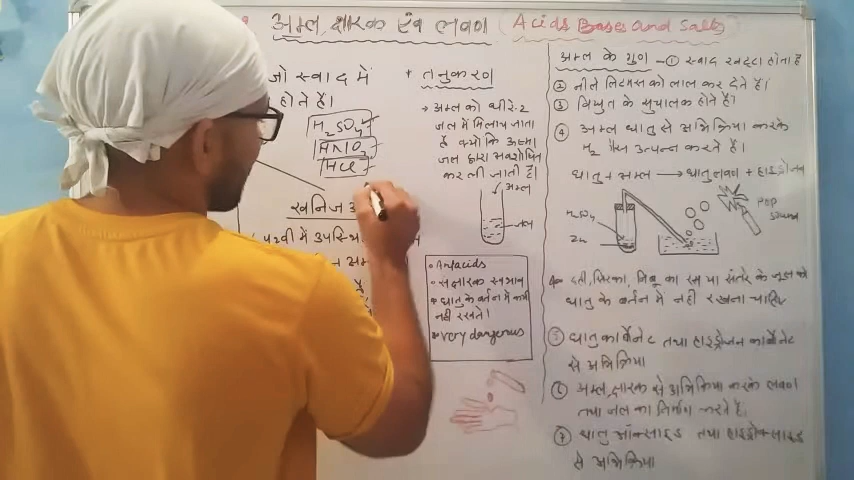 अम्ल, क्षारक एंव लवण (Acids Bases and Salts)
जो स्वाद में
होते हैं।
H₂SO₄
HNO₃
HCl
खनिज
पृथ्वी में
* तनुकरण
→ अम्ल को धीरे-2
जल में मिलाया जाता
है क्योंकि ऊष्मा
जल द्वारा अवशोषित
कर ली जाती है।
अम्ल
जल
• Antacids
• संक्षारक स्वभाव
• धातु के बर्तन में कभी
नहीं रखते।
• very dangerous
अम्ल के गुण - ① स्वाद खट्टा होता है
② नीले लिटमस को लाल कर देते हैं।
③ विद्युत के सुचालक होते है।
④ अम्ल धातु से अभिक्रिया करके
H₂ गैस उत्पन्न करते हैं।
धातु + अम्ल → धातु लवण + हाइड्रोजन
H₂SO₄
Zn
Pop
sound
दही, सिरका, निंबू का रस या संतरे के जूस को
धातु के बर्तन में नहीं रखना चाहिए
⑤ धातु कार्बोनेट तथा हाइड्रोजन कार्बोनेट
से अभिक्रिया
⑥ अम्ल, क्षारक से अभिक्रिया करके लवण
तथा जल का निर्माण करते है।
⑦ धातु ऑक्साइड तथा हाइड्रोक्साइड
से अभिक्रिया